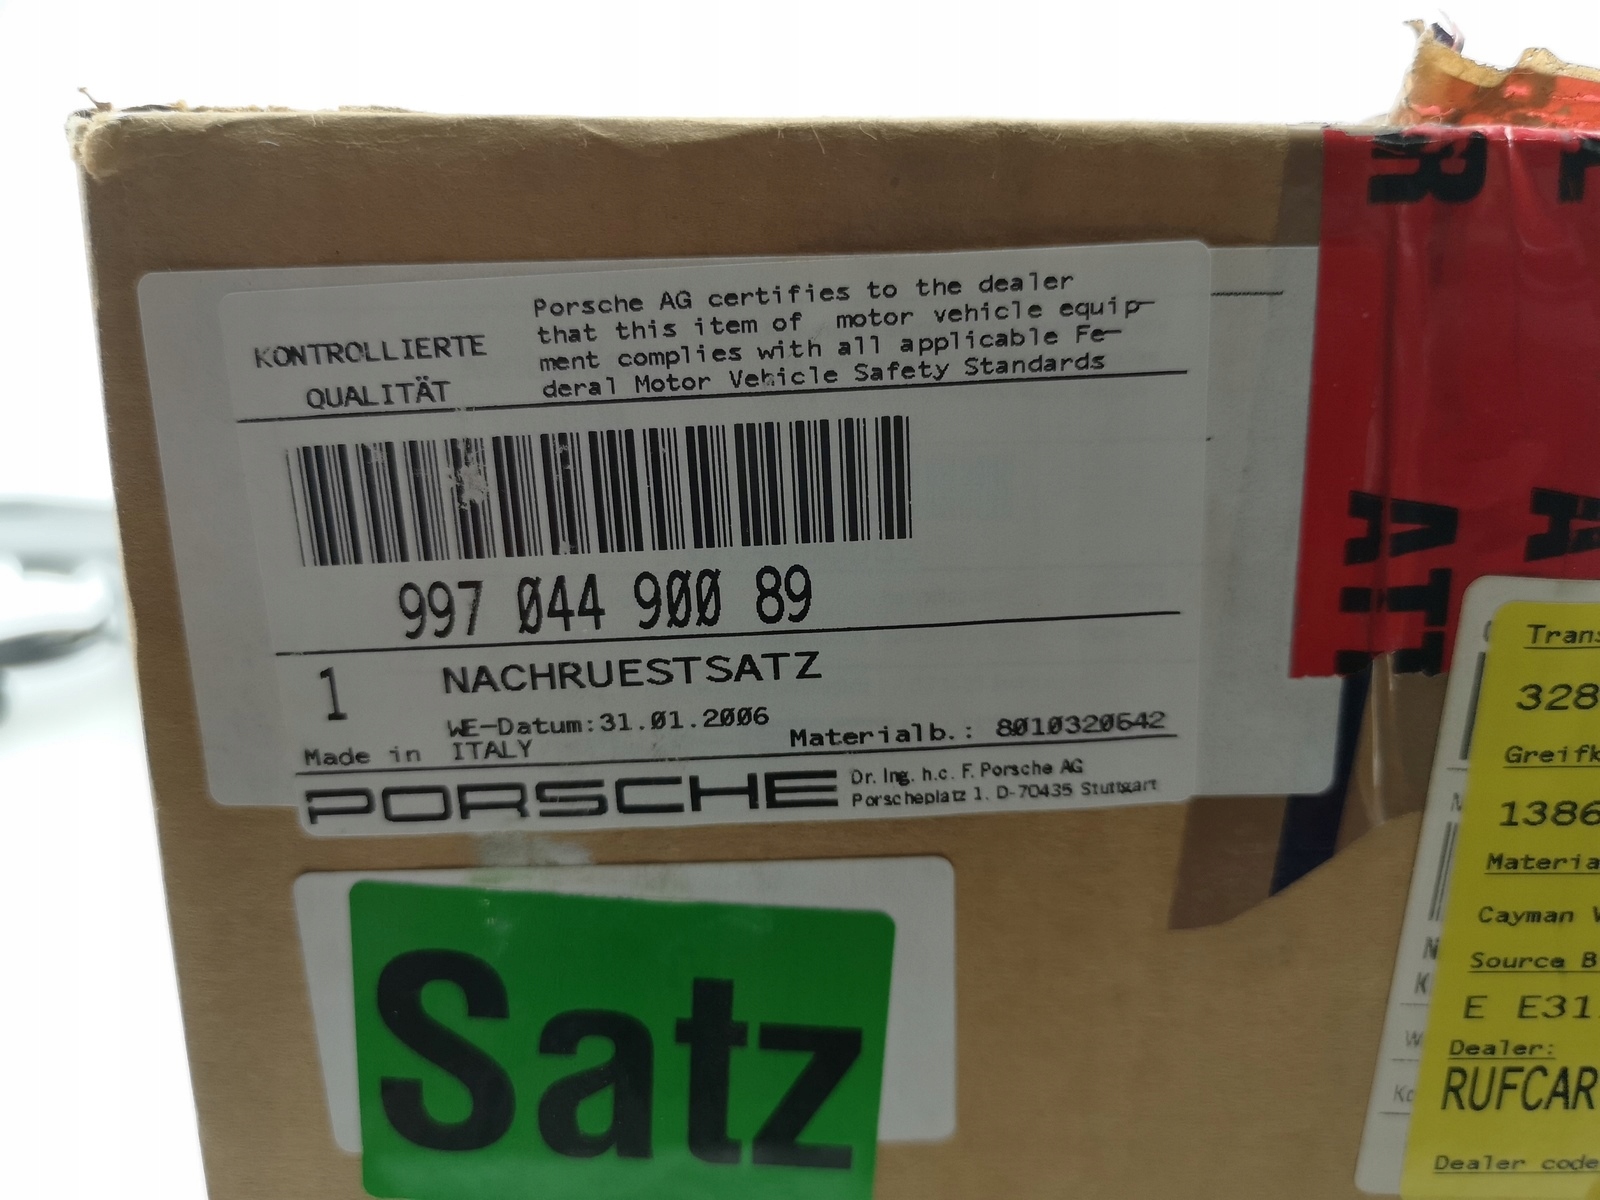 KONTROLLIERTE
QUALITÄT
Porsche AG certifies to the dealer
that this item of motor vehicle equip-
ment complies with all applicable Fe-
deral Motor Vehicle Safety Standards
997 044 900 89
1 NACHRUESTSATZ
WE-Datum:31.01.2006
Materialb.: 8010320642
Made in ITALY
PORSCHE
Dr. Ing. h.c. F. Porsche AG
Porscheplatz 1. D-70435 Stuttgart
Satz
Trans
328
Greifk
1386
Materia
Cayman
Source B
E E31
Dealer:
RUFCAR
Dealer code